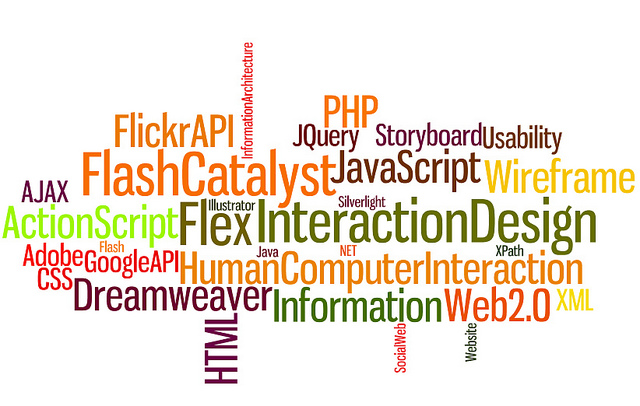 InformationArchitecture
PHP
FlickrAPI
JQuery
Storyboard
Usability
FlashCatalyst
JavaScript
Wireframe
AJAX
Illustrator
Silverlight
ActionScript
Flex
InteractionDesign
Flash
Java
NET
XPath
Adobe
GoogleAPI
HumanComputerInteraction
CSS
Dreamweaver
Information
Web2.0
XML
HTML
SocialWeb
Website